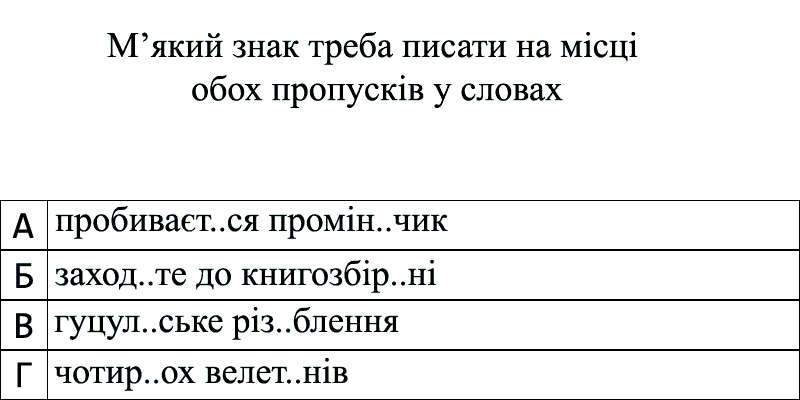 М’який знак треба писати на місці
обох пропусків у словах
А пробиваєт..ся промін..чик
Б заход..те до книгозбір..ні
В гуцул..ське різ..блення
Г чотир..ох велет..нів